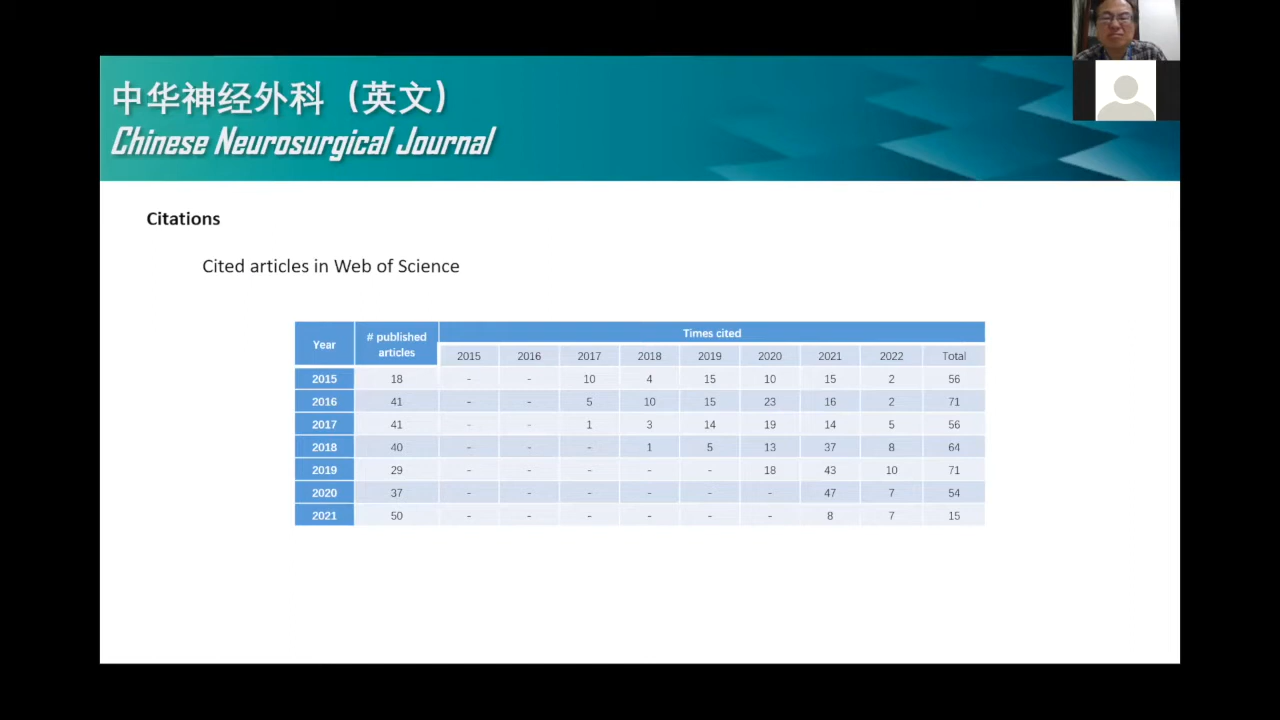 中华神经外科（英文）
Chinese Neurosurgical Journal
Citations
Cited articles in Web of Science
Year # published articles Times cited
2015 2016 2017 2018 2019 2020 2021 2022 Total
2015 18 - - 10 4 15 10 15 2 56
2016 41 - - 5 10 15 23 16 2 71
2017 41 - - 1 3 14 19 14 5 56
2018 40 - - - 1 5 13 37 8 64
2019 29 - - - - - 18 43 10 71
2020 37 - - - - - - 47 7 54
2021 50 - - - - - - 8 7 15